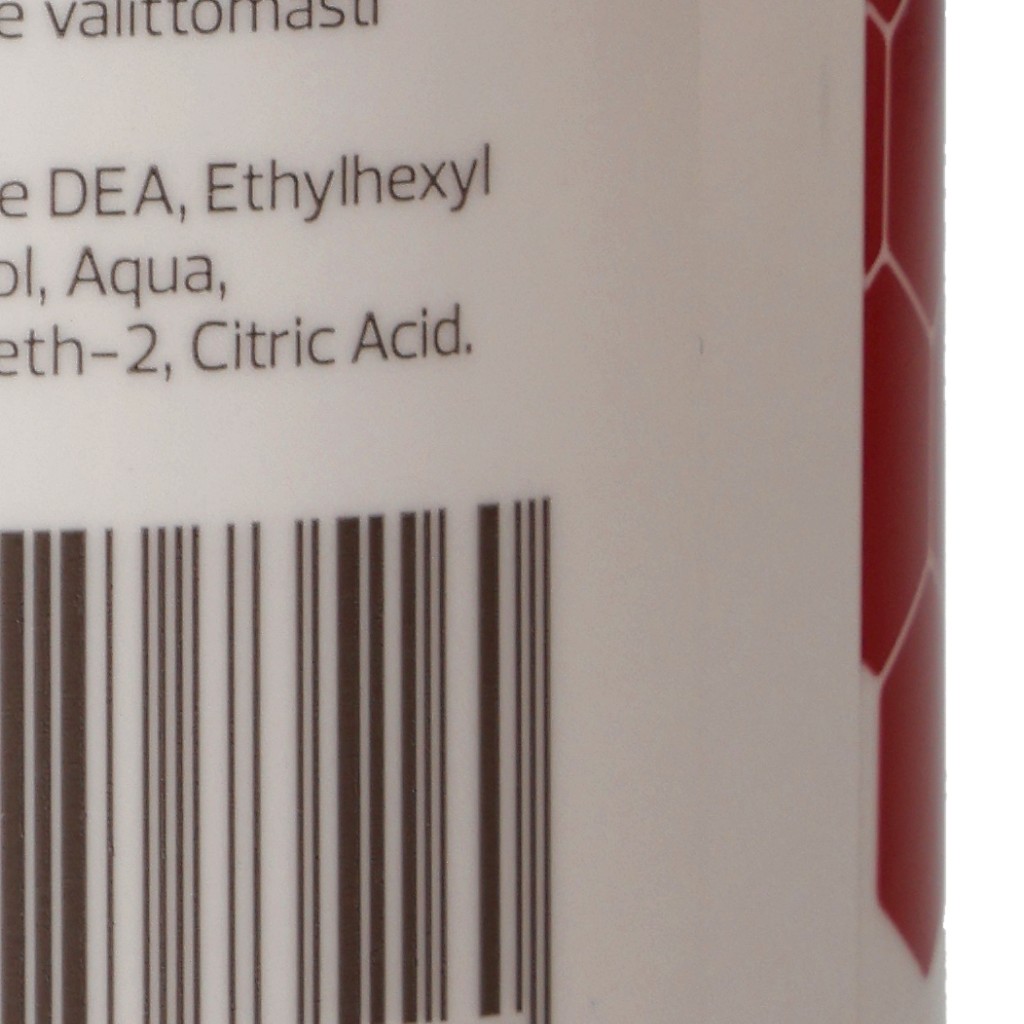 e välittömästi
e DEA, Ethylhexyl
ol, Aqua,
eth-2, Citric Acid.